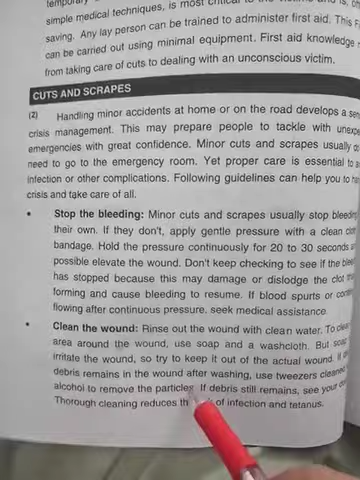 temporary
simple medical techniques, is most critical to the victim
saving. Any lay person can be trained to administer first aid. This
can be carried out using minimal equipment. First aid knowledge
from taking care of cuts to dealing with an unconscious victim.
CUTS AND SCRAPES
(2) Handling minor accidents at home or on the road develops a
crisis management. This may prepare people to tackle with
emergencies with great confidence. Minor cuts and scrapes usually
need to go to the emergency room. Yet proper care is essential to
infection or other complications. Following guidelines can help you to
crisis and take care of all.
• Stop the bleeding: Minor cuts and scrapes usually stop bleeding
their own. If they don't, apply gentle pressure with a clean
bandage. Hold the pressure continuously for 20 to 30 seconds
possible elevate the wound. Don't keep checking to see if the
has stopped because this may damage or dislodge the clot
forming and cause bleeding to resume. If blood spurts or
flowing after continuous pressure, seek medical assistance.
• Clean the wound: Rinse out the wound with clean water. To
area around the wound, use soap and a washcloth. But soap
irritate the wound, so try to keep it out of the actual wound. If
debris remains in the wound after washing, use tweezers cleaned
alcohol to remove the particles. If debris still remains, see your
Thorough cleaning reduces of infection and tetanus.